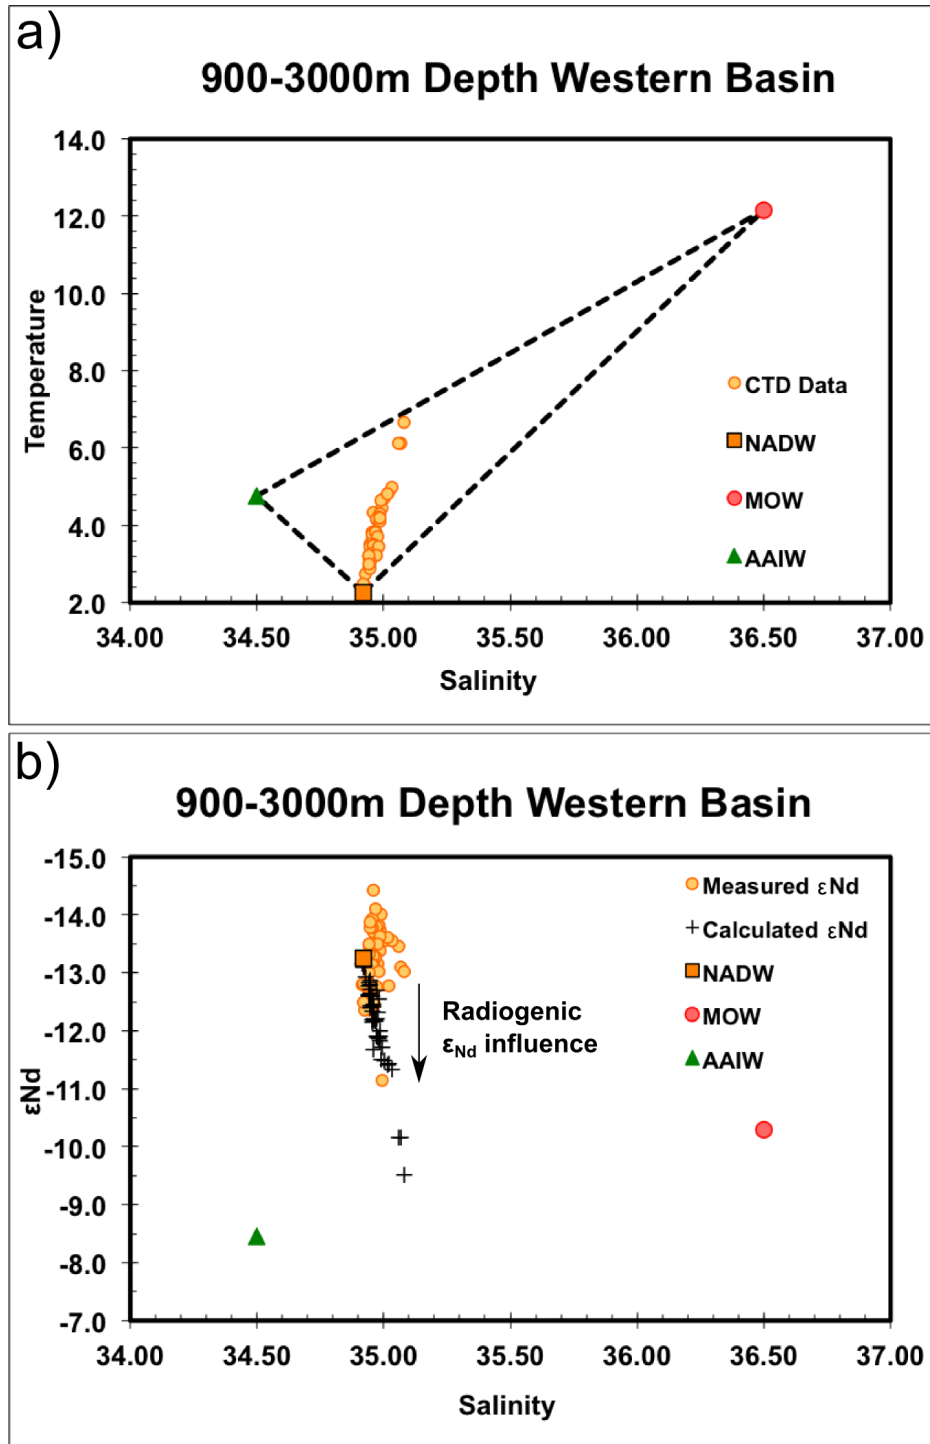 a)
900-3000m Depth Western Basin
14.0
12.0
10.0
8.0
6.0
4.0
2.0
Temperature
CTD Data
NADW
MOW
AAIW
34.00 34.50 35.00 35.50 36.00 36.50 37.00
Salinity
b)
900-3000m Depth Western Basin
-15.0
-14.0
-13.0
-12.0
-11.0
-10.0
-9.0
-8.0
-7.0
εNd
Measured εNd
Calculated εNd
NADW
MOW
AAIW
Radiogenic
εNd influence
34.00 34.50 35.00 35.50 36.00 36.50 37.00
Salinity